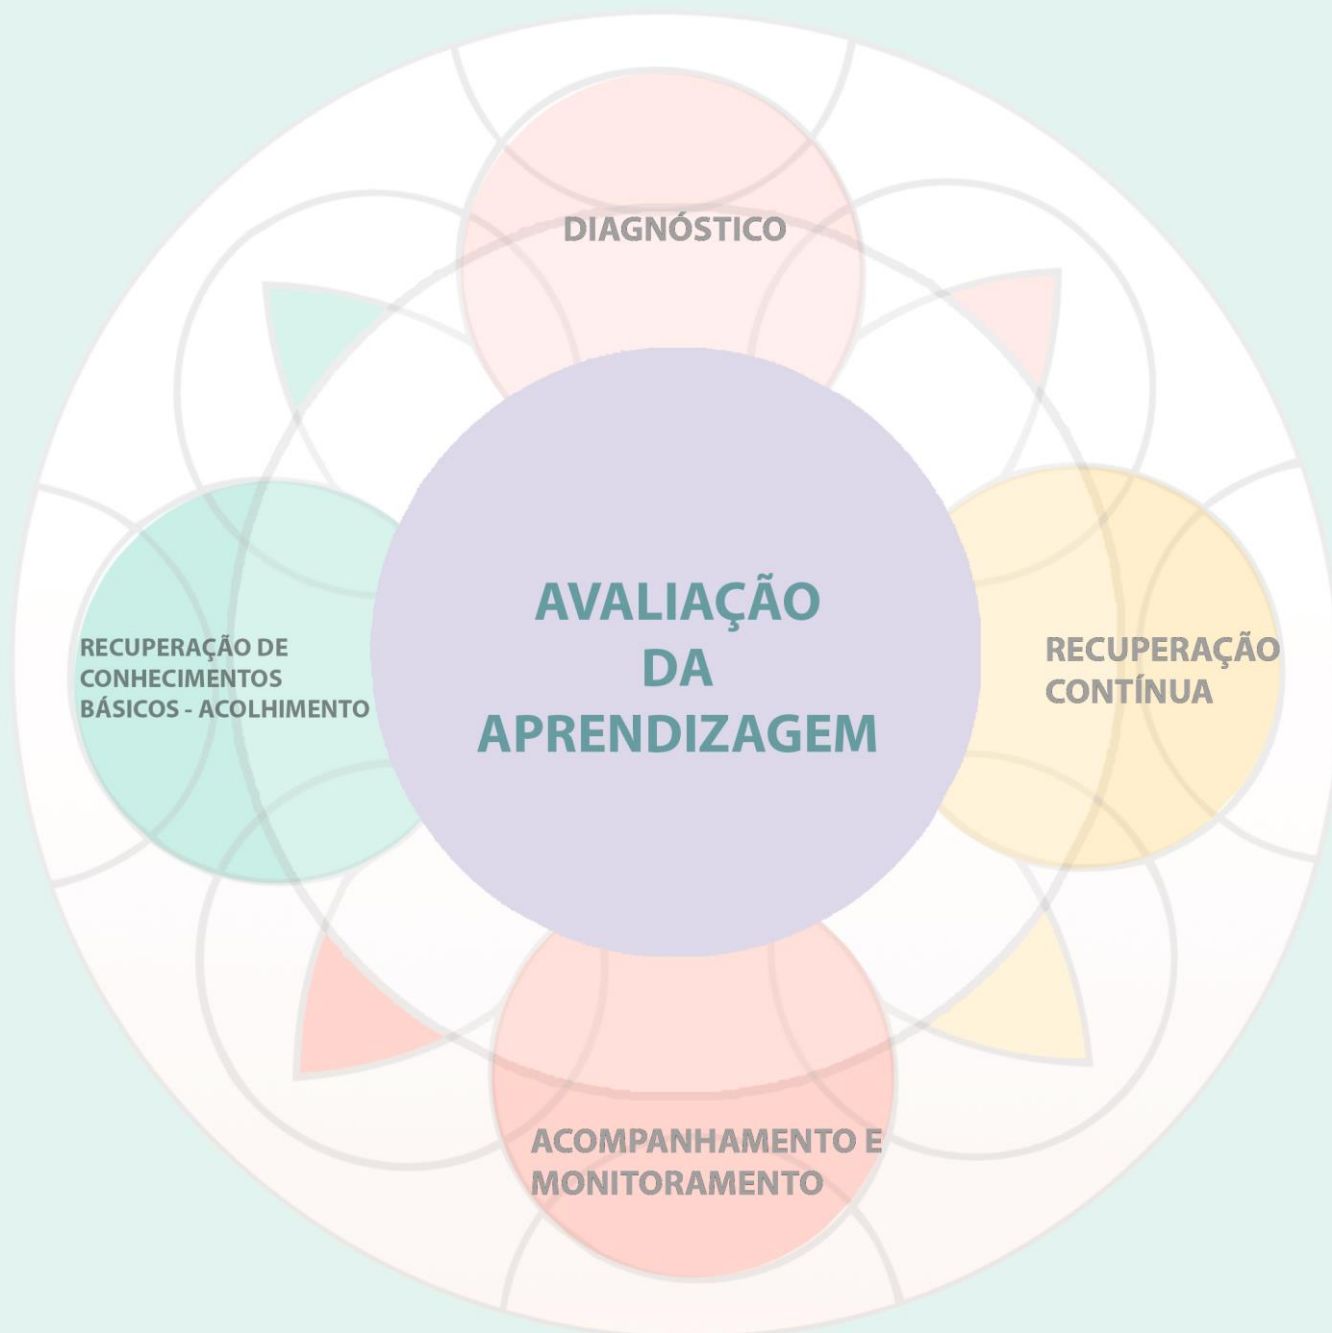 DIAGNÓSTICO
AVALIAÇÃO
DA
APRENDIZAGEM
RECUPERAÇÃO DE
CONHECIMENTOS
BÁSICOS - ACOLHIMENTO
RECUPERAÇÃO
CONTÍNUA
ACOMPANHAMENTO E
MONITORAMENTO